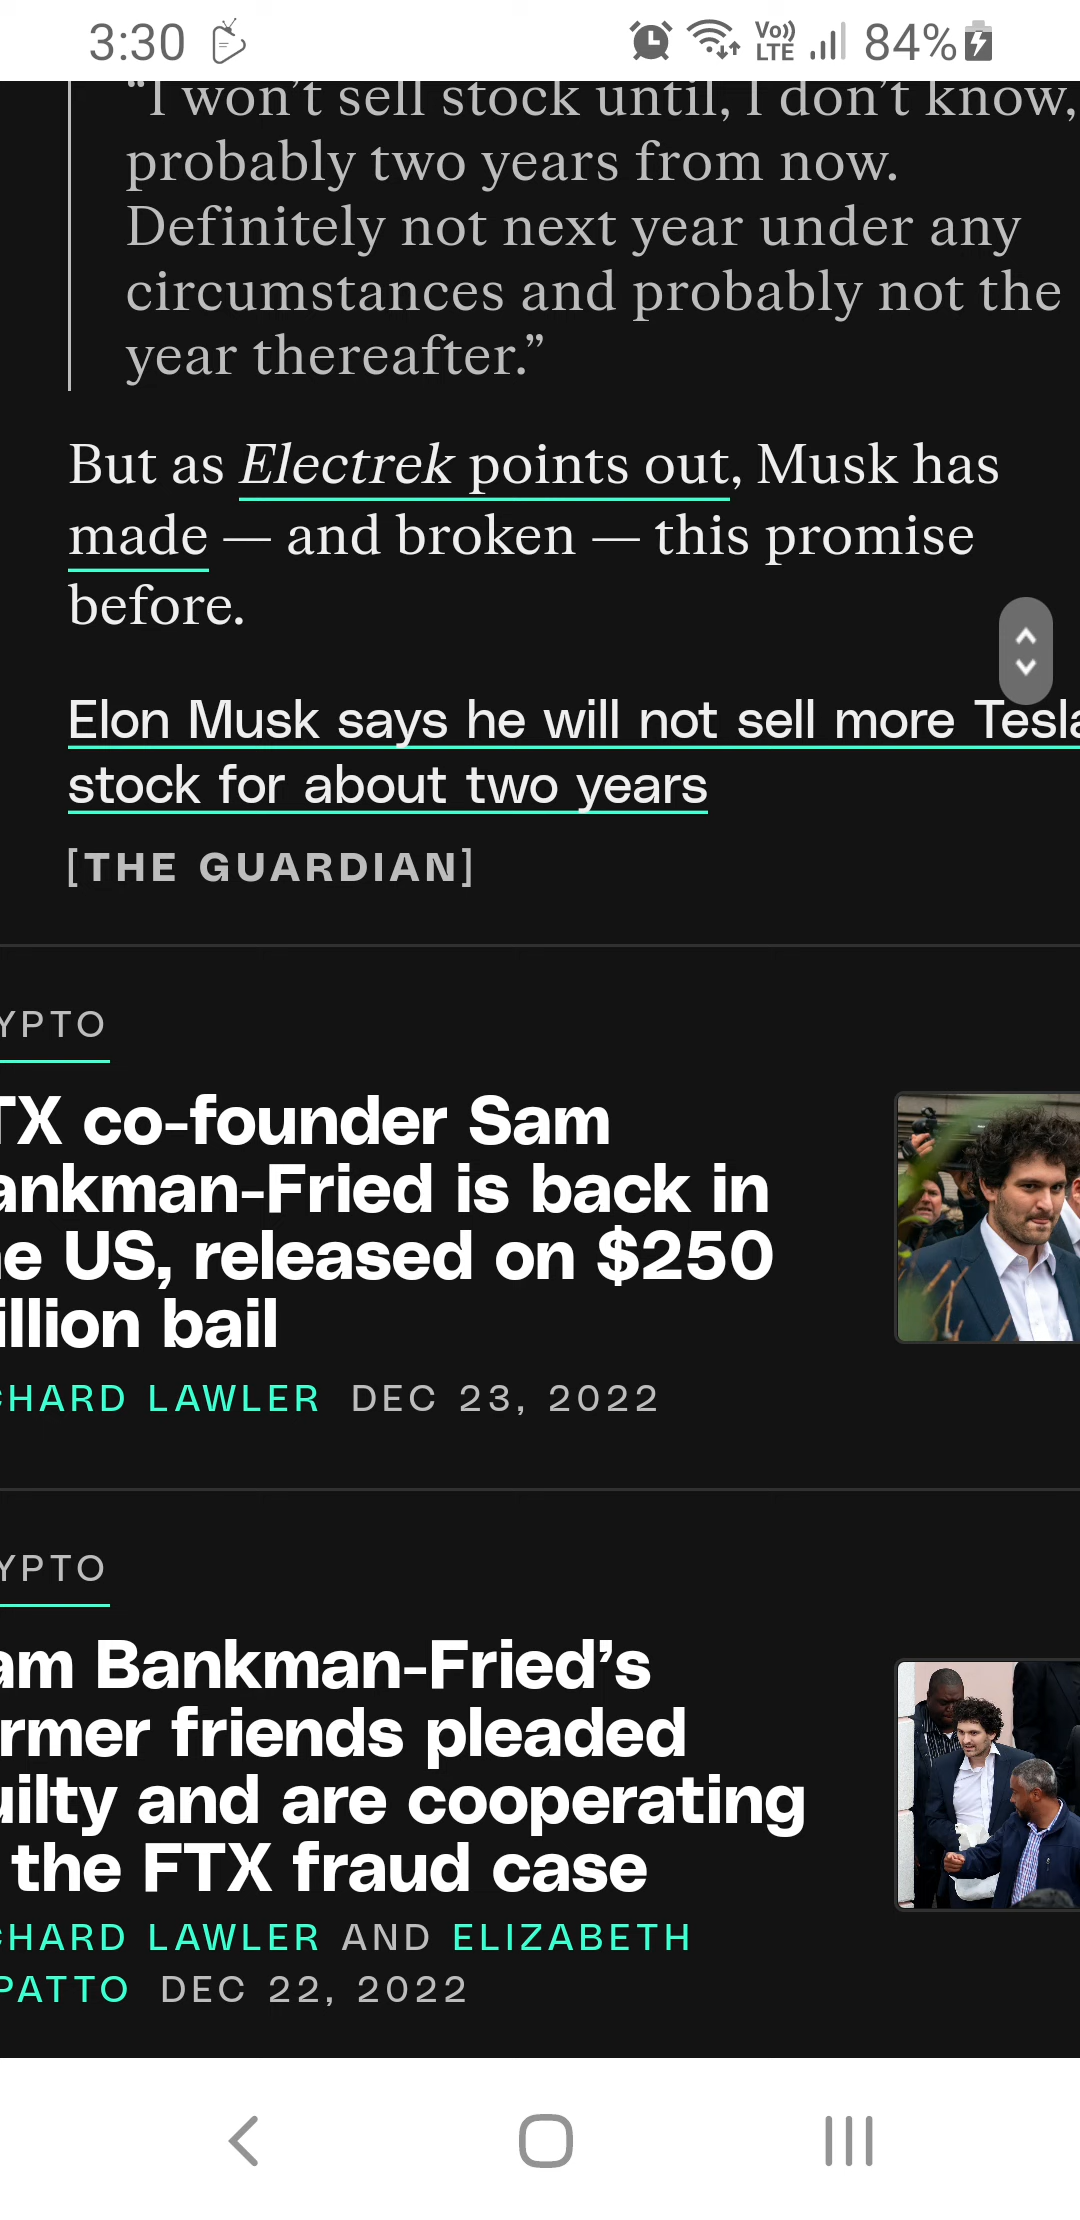 3:30
Vo)) LTE
84%
“I won’t sell stock until, I don’t know,
probably two years from now.
Definitely not next year under any
circumstances and probably not the
year thereafter.”
But as Electrek points out, Musk has
made — and broken — this promise
before.
Elon Musk says he will not sell more Tesla
stock for about two years
[THE GUARDIAN]
YPTO
TX co-founder Sam
ankman-Fried is back in
he US, released on $250
illion bail
CHARD LAWLER DEC 23, 2022
YPTO
am Bankman-Fried’s
rmer friends pleaded
uilty and are cooperating
the FTX fraud case
CHARD LAWLER AND ELIZABETH
PATTO DEC 22, 2022